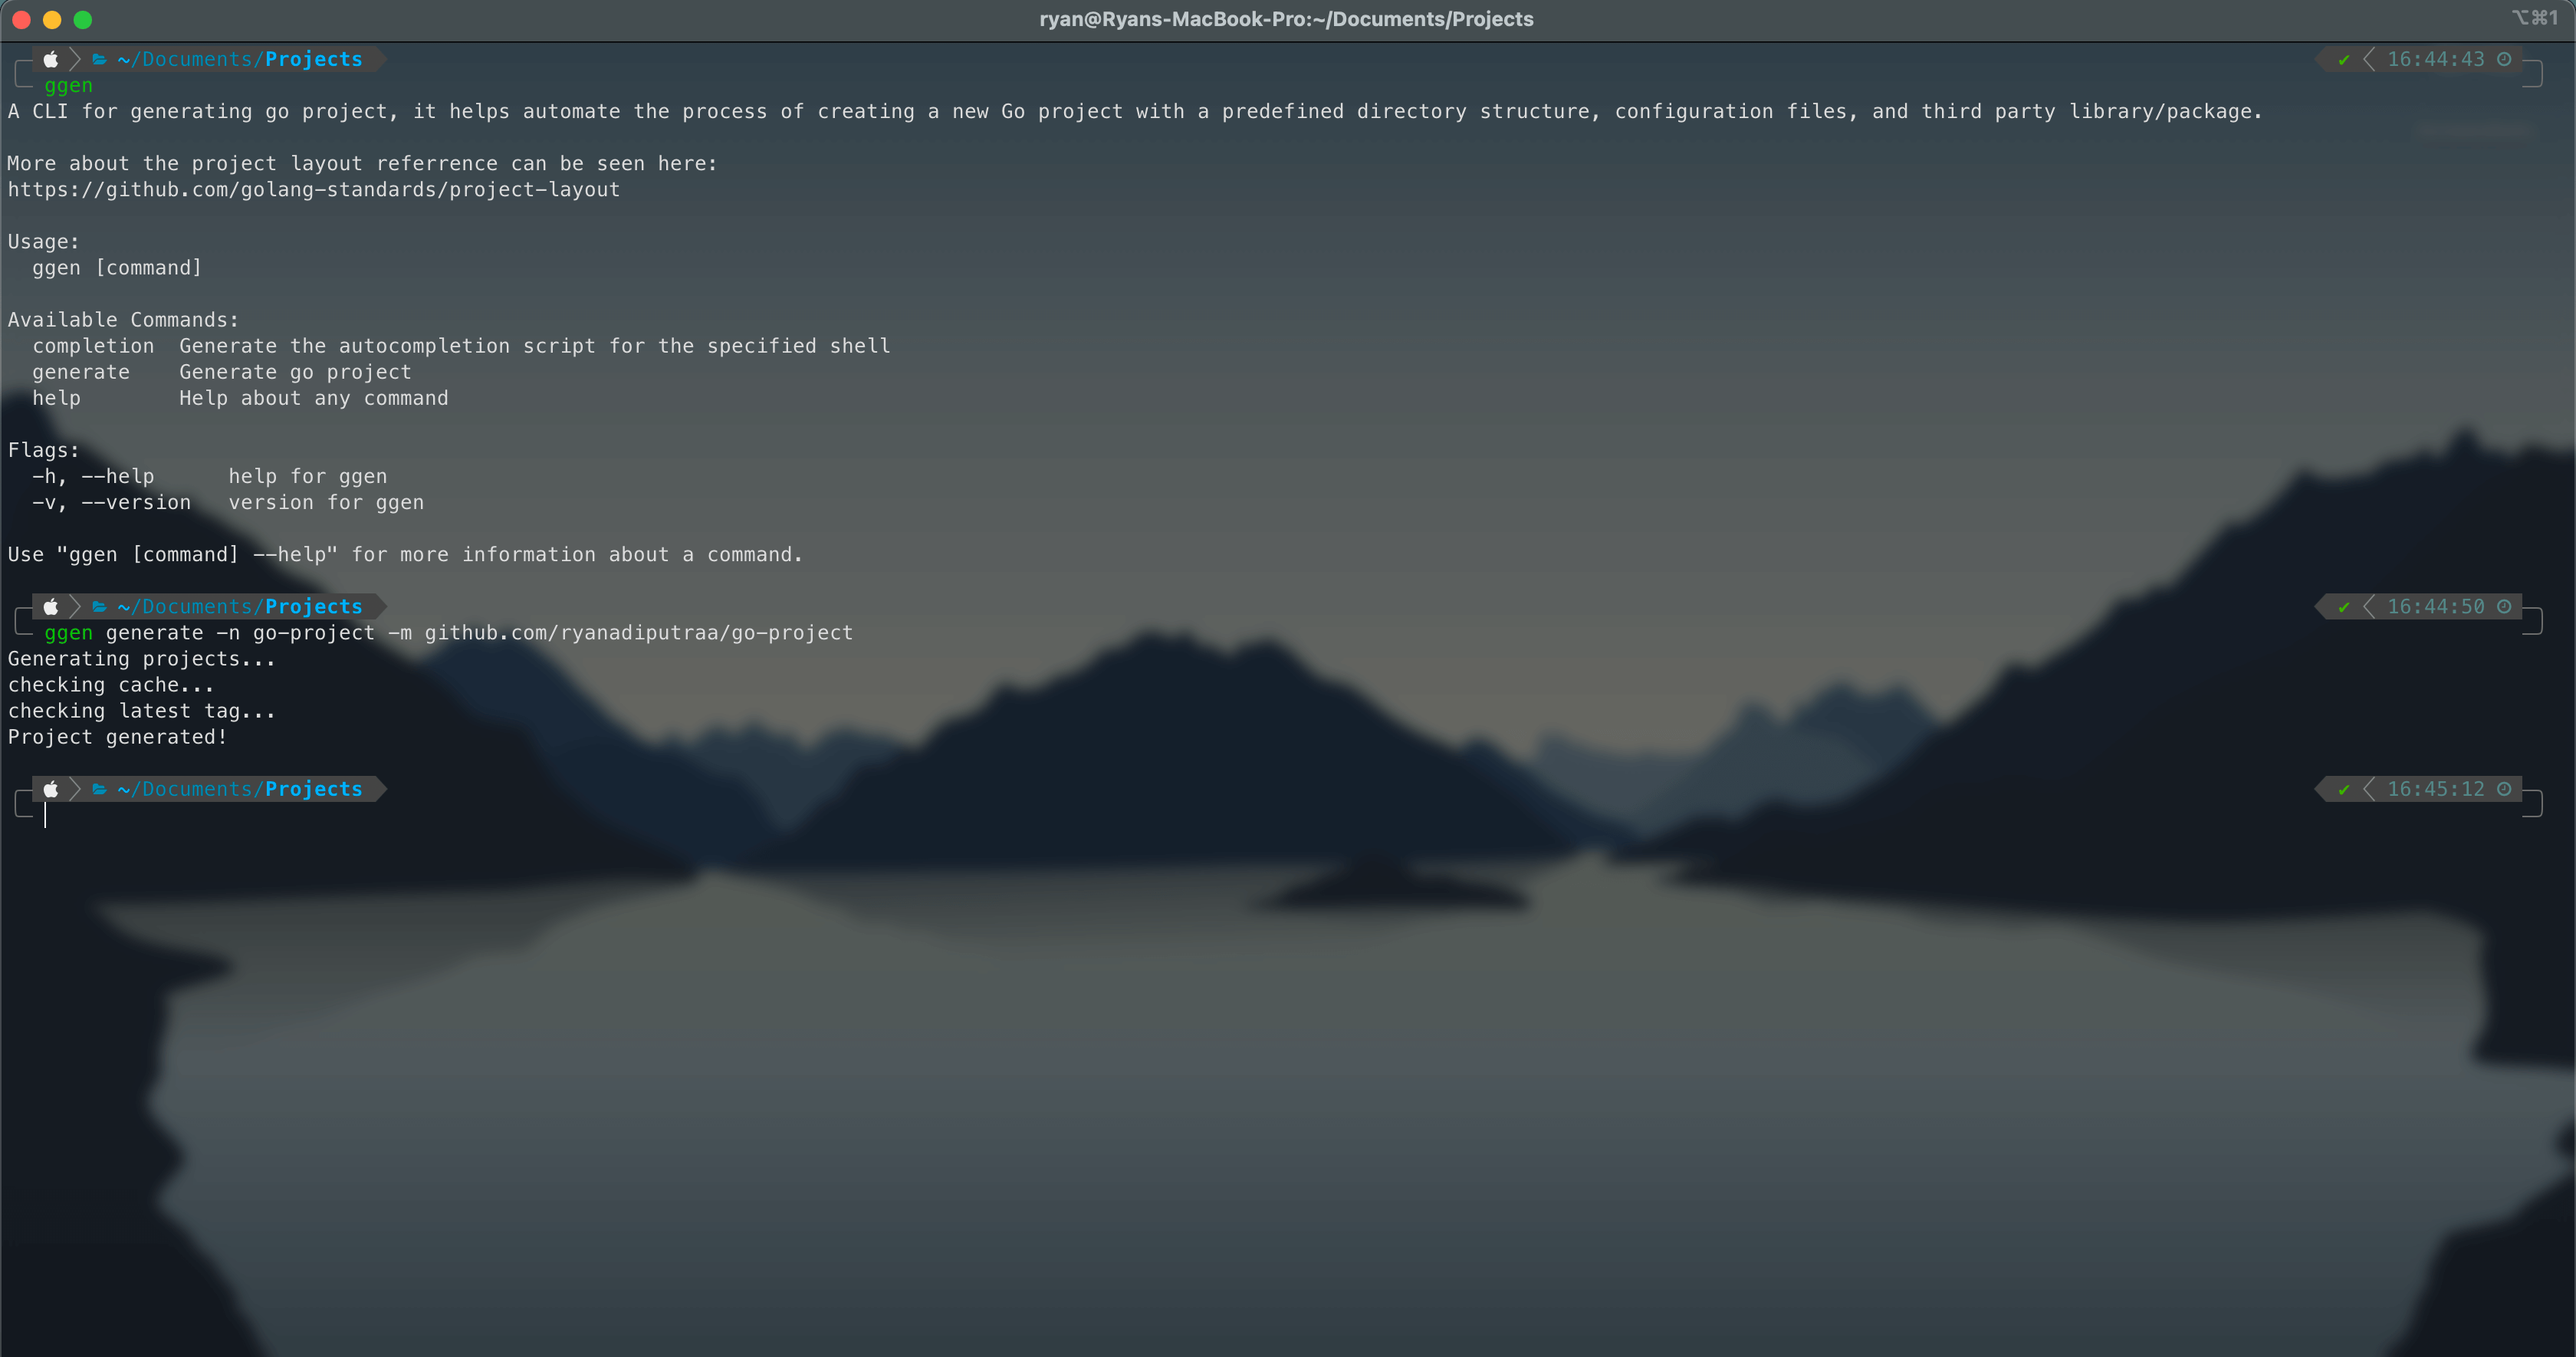 ryan@Ryans-MacBook-Pro:~/Documents/Projects
⌥⌘1
~/Documents/Projects
✔ 16:44:43
ggen
A CLI for generating go project, it helps automate the process of creating a new Go project with a predefined directory structure, configuration files, and third party library/package.
More about the project layout referrence can be seen here:
https://github.com/golang-standards/project-layout
Usage:
ggen [command]
Available Commands:
completion  Generate the autocompletion script for the specified shell
generate    Generate go project
help        Help about any command
Flags:
-h, --help      help for ggen
-v, --version   version for ggen
Use "ggen [command] --help" for more information about a command.
~/Documents/Projects
✔ 16:44:50
ggen generate -n go-project -m github.com/ryanadiputraa/go-project
Generating projects...
checking cache...
checking latest tag...
Project generated!
~/Documents/Projects
✔ 16:45:12